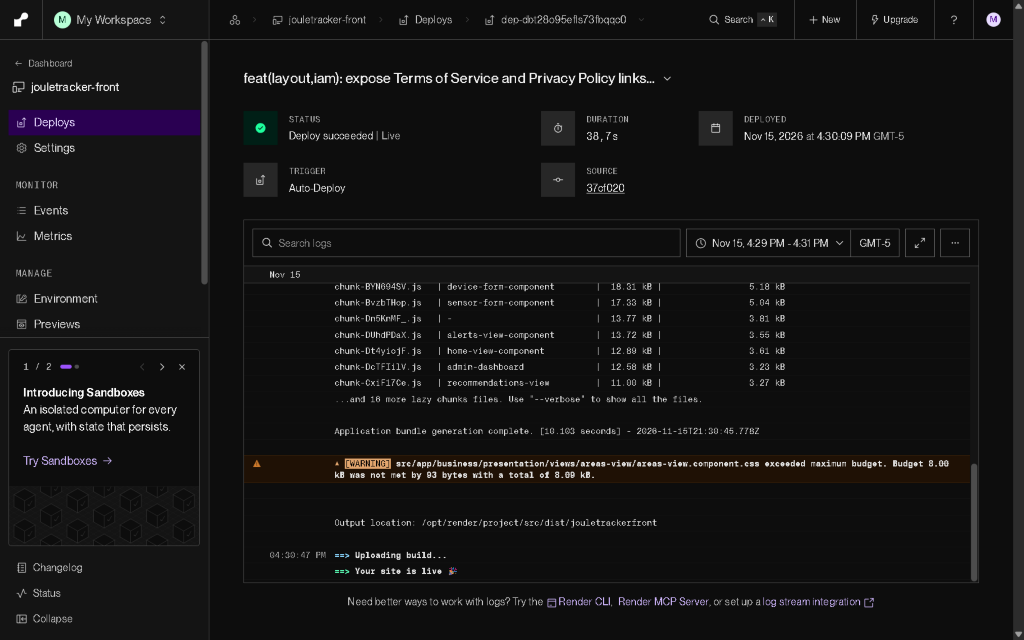 M My Workspace
jouletracker-front
Deploys
Search ^ K
+ New
Upgrade
?
M
← Dashboard
jouletracker-front
Deploys
Settings
MONITOR
Events
Metrics
MANAGE
Environment
Previews
1 / 2
Introducing Sandboxes
An isolated computer for every
agent, with state that persists.
Try Sandboxes →
Changelog
Status
Collapse
feat(layout,iam): expose Terms of Service and Privacy Policy links...
STATUS
Deploy succeeded | Live
DURATION
38,7s
DEPLOYED
Nov 15, 2026 at 4:30:09 PM GMT-5
TRIGGER
Auto-Deploy
SOURCE
37cf020
Search logs
Nov 15, 4:29 PM - 4:31 PM
GMT-5
...
Nov 15
chunk-BYN694SV.js | device-form-component | 18.31 kB | 5.18 kB
chunk-BvzbTHop.js | sensor-form-component | 17.33 kB | 5.04 kB
chunk-Dn5KnMF_.js | - | 13.77 kB | 3.81 kB
chunk-DUhdPDaX.js | alerts-view-component | 13.72 kB | 3.55 kB
chunk-Dt4yiojF.js | home-view-component | 12.89 kB | 3.61 kB
chunk-DcTFIilV.js | admin-dashboard | 12.58 kB | 3.23 kB
chunk-CxiF17Ce.js | recommendations-view | 11.00 kB | 3.27 kB
...and 16 more lazy chunks files. Use "--verbose" to show all the files.
Application bundle generation complete. [10.103 seconds] - 2026-11-15T21:30:45.778Z
▲ [WARNING] src/app/business/presentation/views/areas-view/areas-view.component.css exceeded maximum budget. Budget 8.00
kB was not met by 93 bytes with a total of 8.09 kB.
Output location: /opt/render/project/src/dist/jouletrackerfront
04:30:47 PM ==> Uploading build...
==> Your site is live 🎉
Need better ways to work with logs? Try the Render CLI, Render MCP Server, or set up a log stream integration